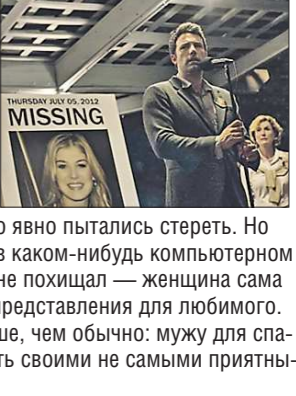 THURSDAY JULY 05, 2012
MISSING
о явно пытались стереть. Но
в каком-нибудь компьютерном
не похищал — женщина сама
представления для любимого.
ше, чем обычно: мужу для спа-
ть своими не самыми приятны-